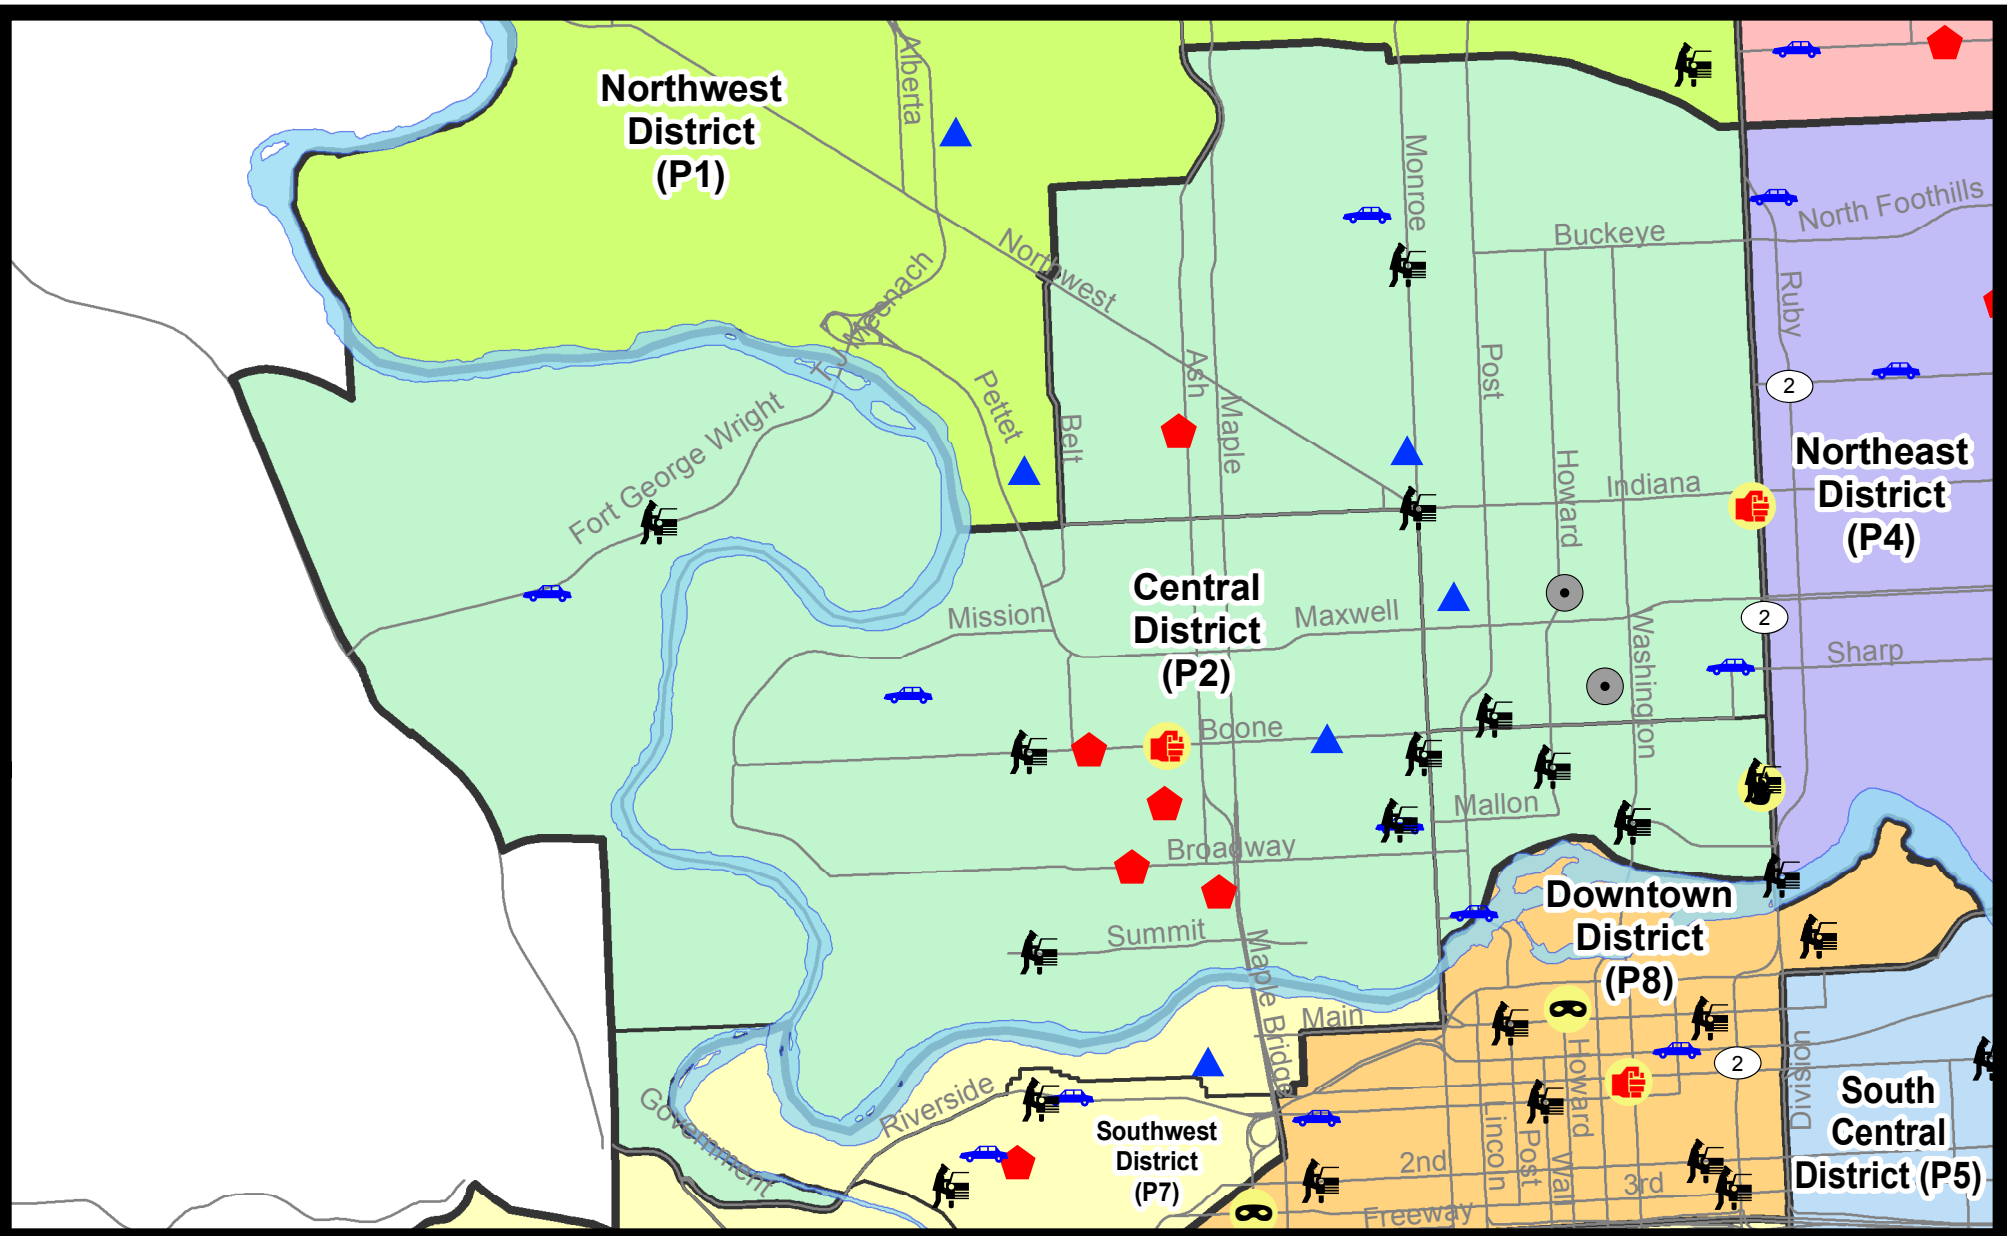 Northwest
District
(P1)
Alberta
Monroe
North Foothills
Buckeye
Northwest
T J Meenach
Ruby
Post
Ash
Maple
2
Pettet
Belt
Fort George Wright
Howard
Indiana
Northeast
District
(P4)
Central
District
(P2)
Mission
Maxwell
2
Washington
Sharp
Boone
Mallon
Broadway
Downtown
District
(P8)
Summit
Maple Bridge
Main
Howard
2
Division
Government
Riverside
Southwest
District
(P7)
South
Central
District (P5)
Lincoln
Post
Wall
2nd
3rd
Freeway